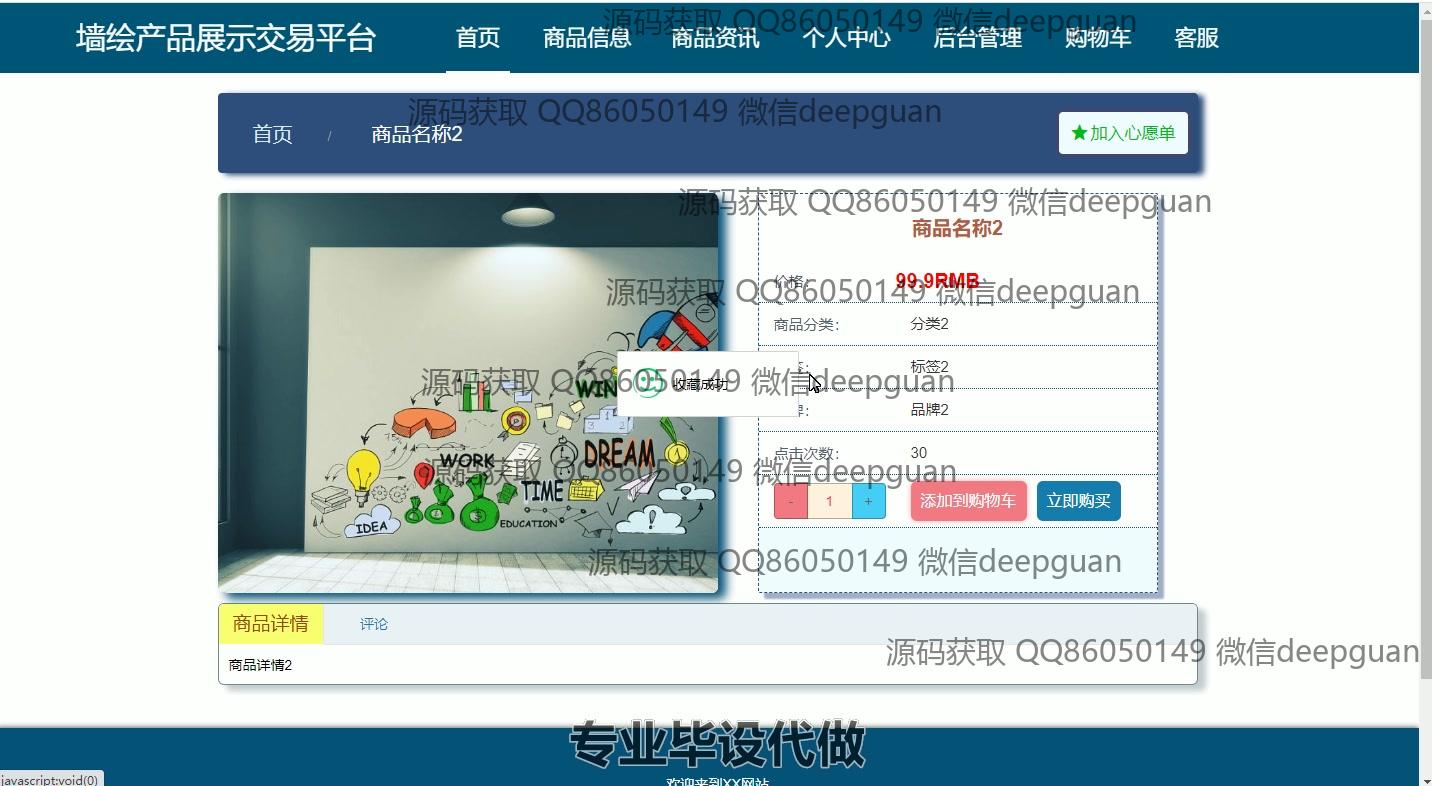 墙绘产品展示交易平台 首页 商品信息 商品资讯 个人中心 后台管理 购物车 客服
源码获取 QQ86050149 微信deepguan
源码获取 QQ86050149 微信deepguan
首页 / 商品名称2 ★加入心愿单
源码获取 QQ86050149 微信deepguan
商品名称2
价格: 99.9RMB
源码获取 QQ86050149 微信deepguan
商品分类: 分类2
标签2
收藏成功
源码获取 QQ86050149 微信deepguan
品牌2
点击次数: 30
源码获取 QQ86050149 微信deepguan
- 1 + 添加到购物车 立即购买
WIN
1 2 3
DREAM
WORK
TIME
$
IDEA
EDUCATION
源码获取 QQ86050149 微信deepguan
商品详情 评论
源码获取 QQ86050149 微信deepguan
商品详情2
专业毕设代做
欢迎来到XX网站
javascript:void(0)